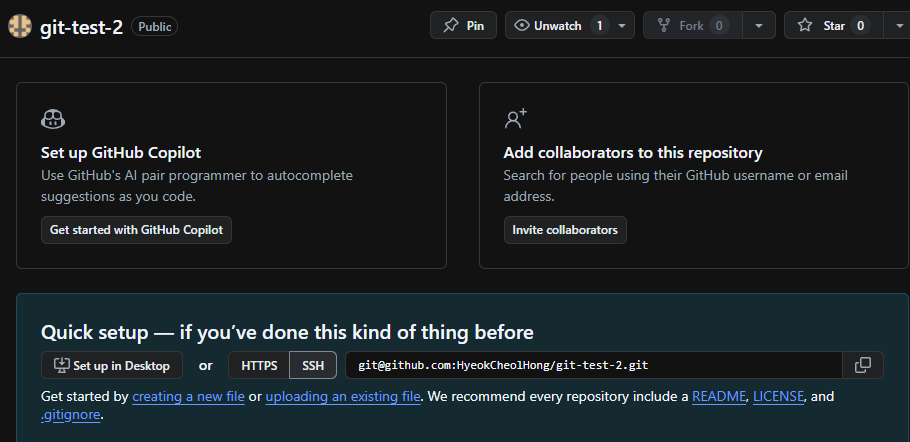 git-test-2 Public Pin Unwatch 1 Fork 0 Star 0
Set up GitHub Copilot
Use GitHub's AI pair programmer to autocomplete
suggestions as you code.
Get started with GitHub Copilot
Add collaborators to this repository
Search for people using their GitHub username or email
address.
Invite collaborators
Quick setup — if you’ve done this kind of thing before
Set up in Desktop or HTTPS SSH git@github.com:HyeokCheolHong/git-test-2.git
Get started by creating a new file or uploading an existing file. We recommend every repository include a README, LICENSE, and
.gitignore.